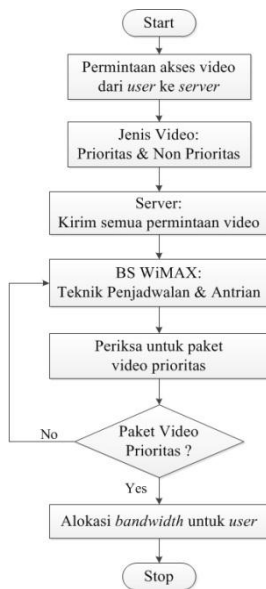 Start
Permintaan akses video
dari user ke server
Jenis Video:
Prioritas & Non Prioritas
Server:
Kirim semua permintaan video
BS WiMAX:
Teknik Penjadwalan & Antrian
Periksa untuk paket
video prioritas
Paket Video
Prioritas ?
No
Yes
Alokasi bandwidth untuk user
Stop